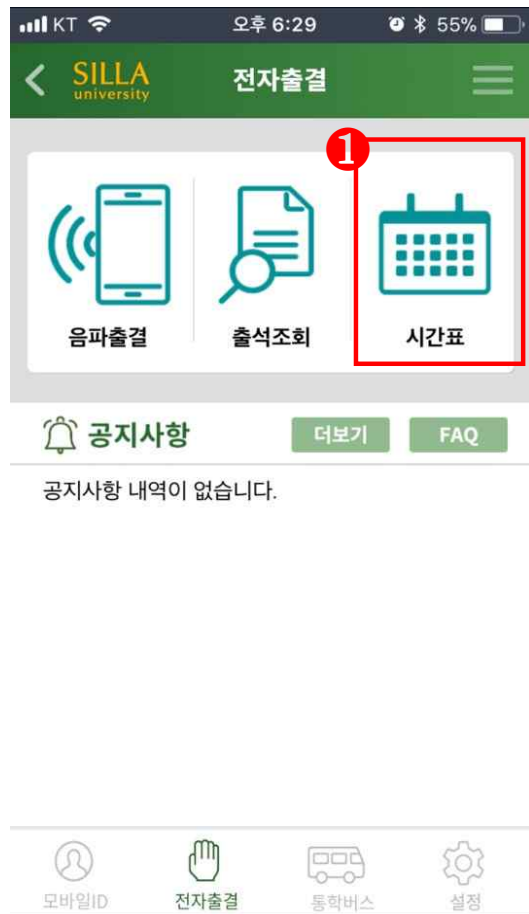 KT 오후 6:29 55%
SILLA
university
전자출결
1
음파출결 출석조회 시간표
공지사항 더보기 FAQ
공지사항 내역이 없습니다.
모바일ID 전자출결 통학버스 설정